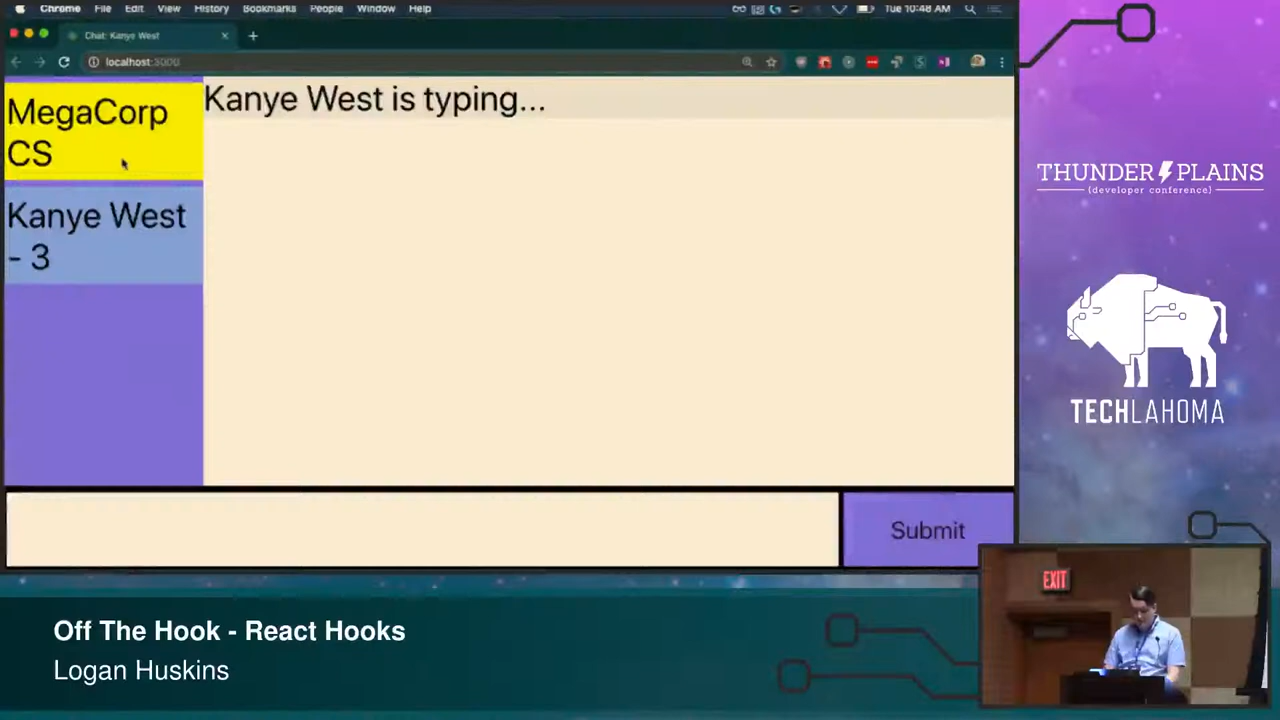 Chrome File Edit View History Bookmarks People Window Help Tue 10:48 AM
Chat: Kanye West
localhost:3000
MegaCorp
CS
Kanye West is typing...
Kanye West
- 3
Submit
THUNDER PLAINS
{developer conference}
TECHLAHOMA
EXIT
Off The Hook - React Hooks
Logan Huskins